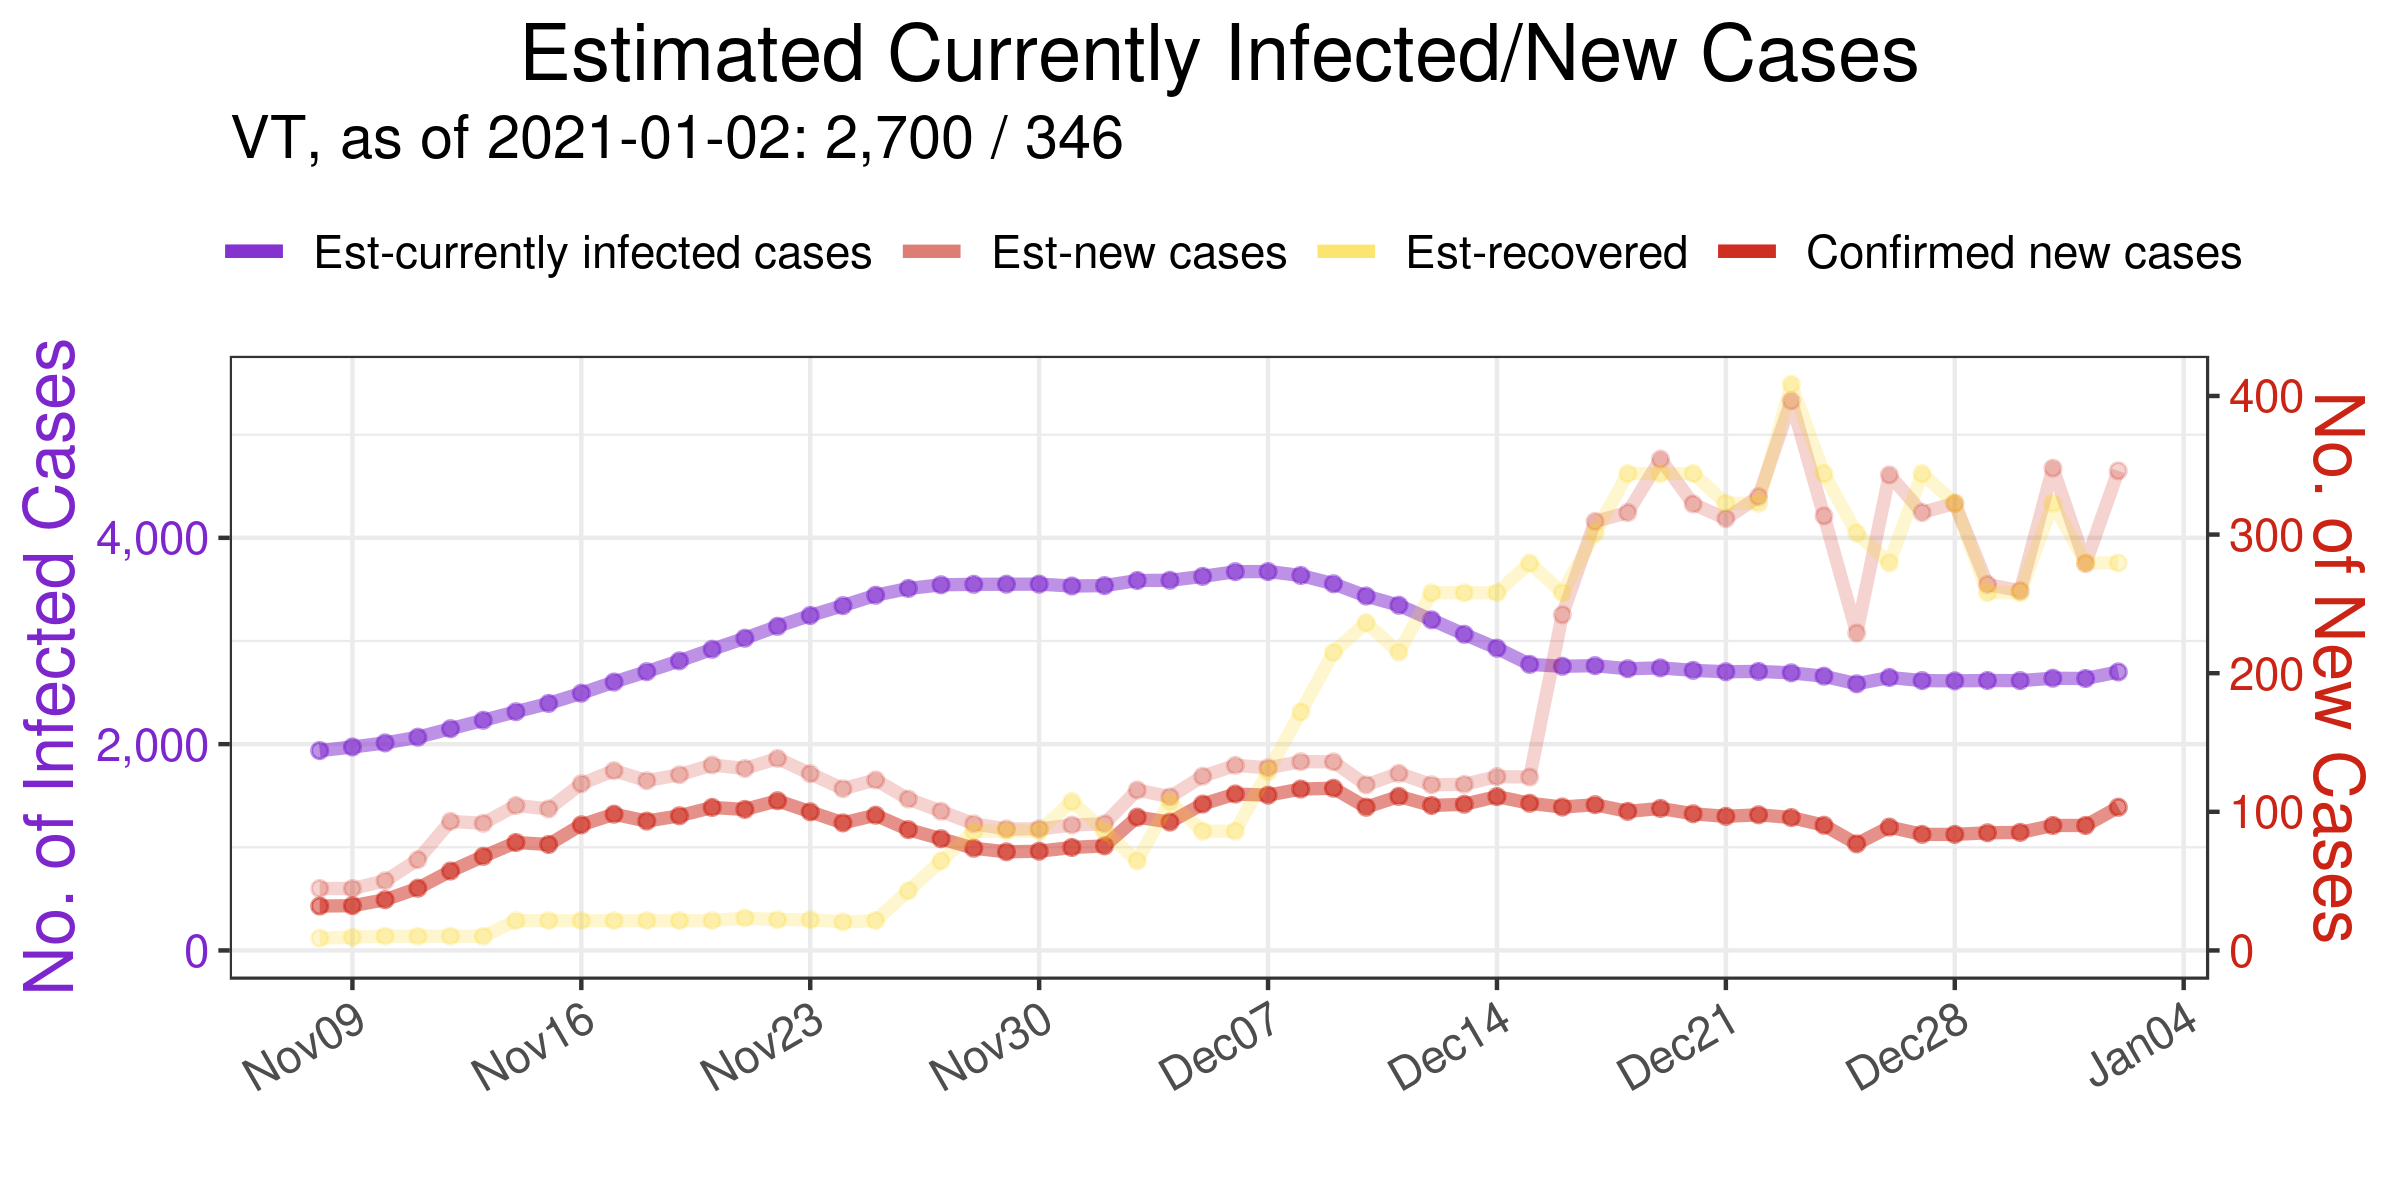 Estimated Currently Infected/New Cases
VT, as of 2021-01-02: 2,700 / 346
Est-currently infected cases Est-new cases Est-recovered Confirmed new cases
No. of Infected Cases
4,000
2,000
0
400
300
200
100
0
No. of New Cases
Nov09 Nov16 Nov23 Nov30 Dec07 Dec14 Dec21 Dec28 Jan04